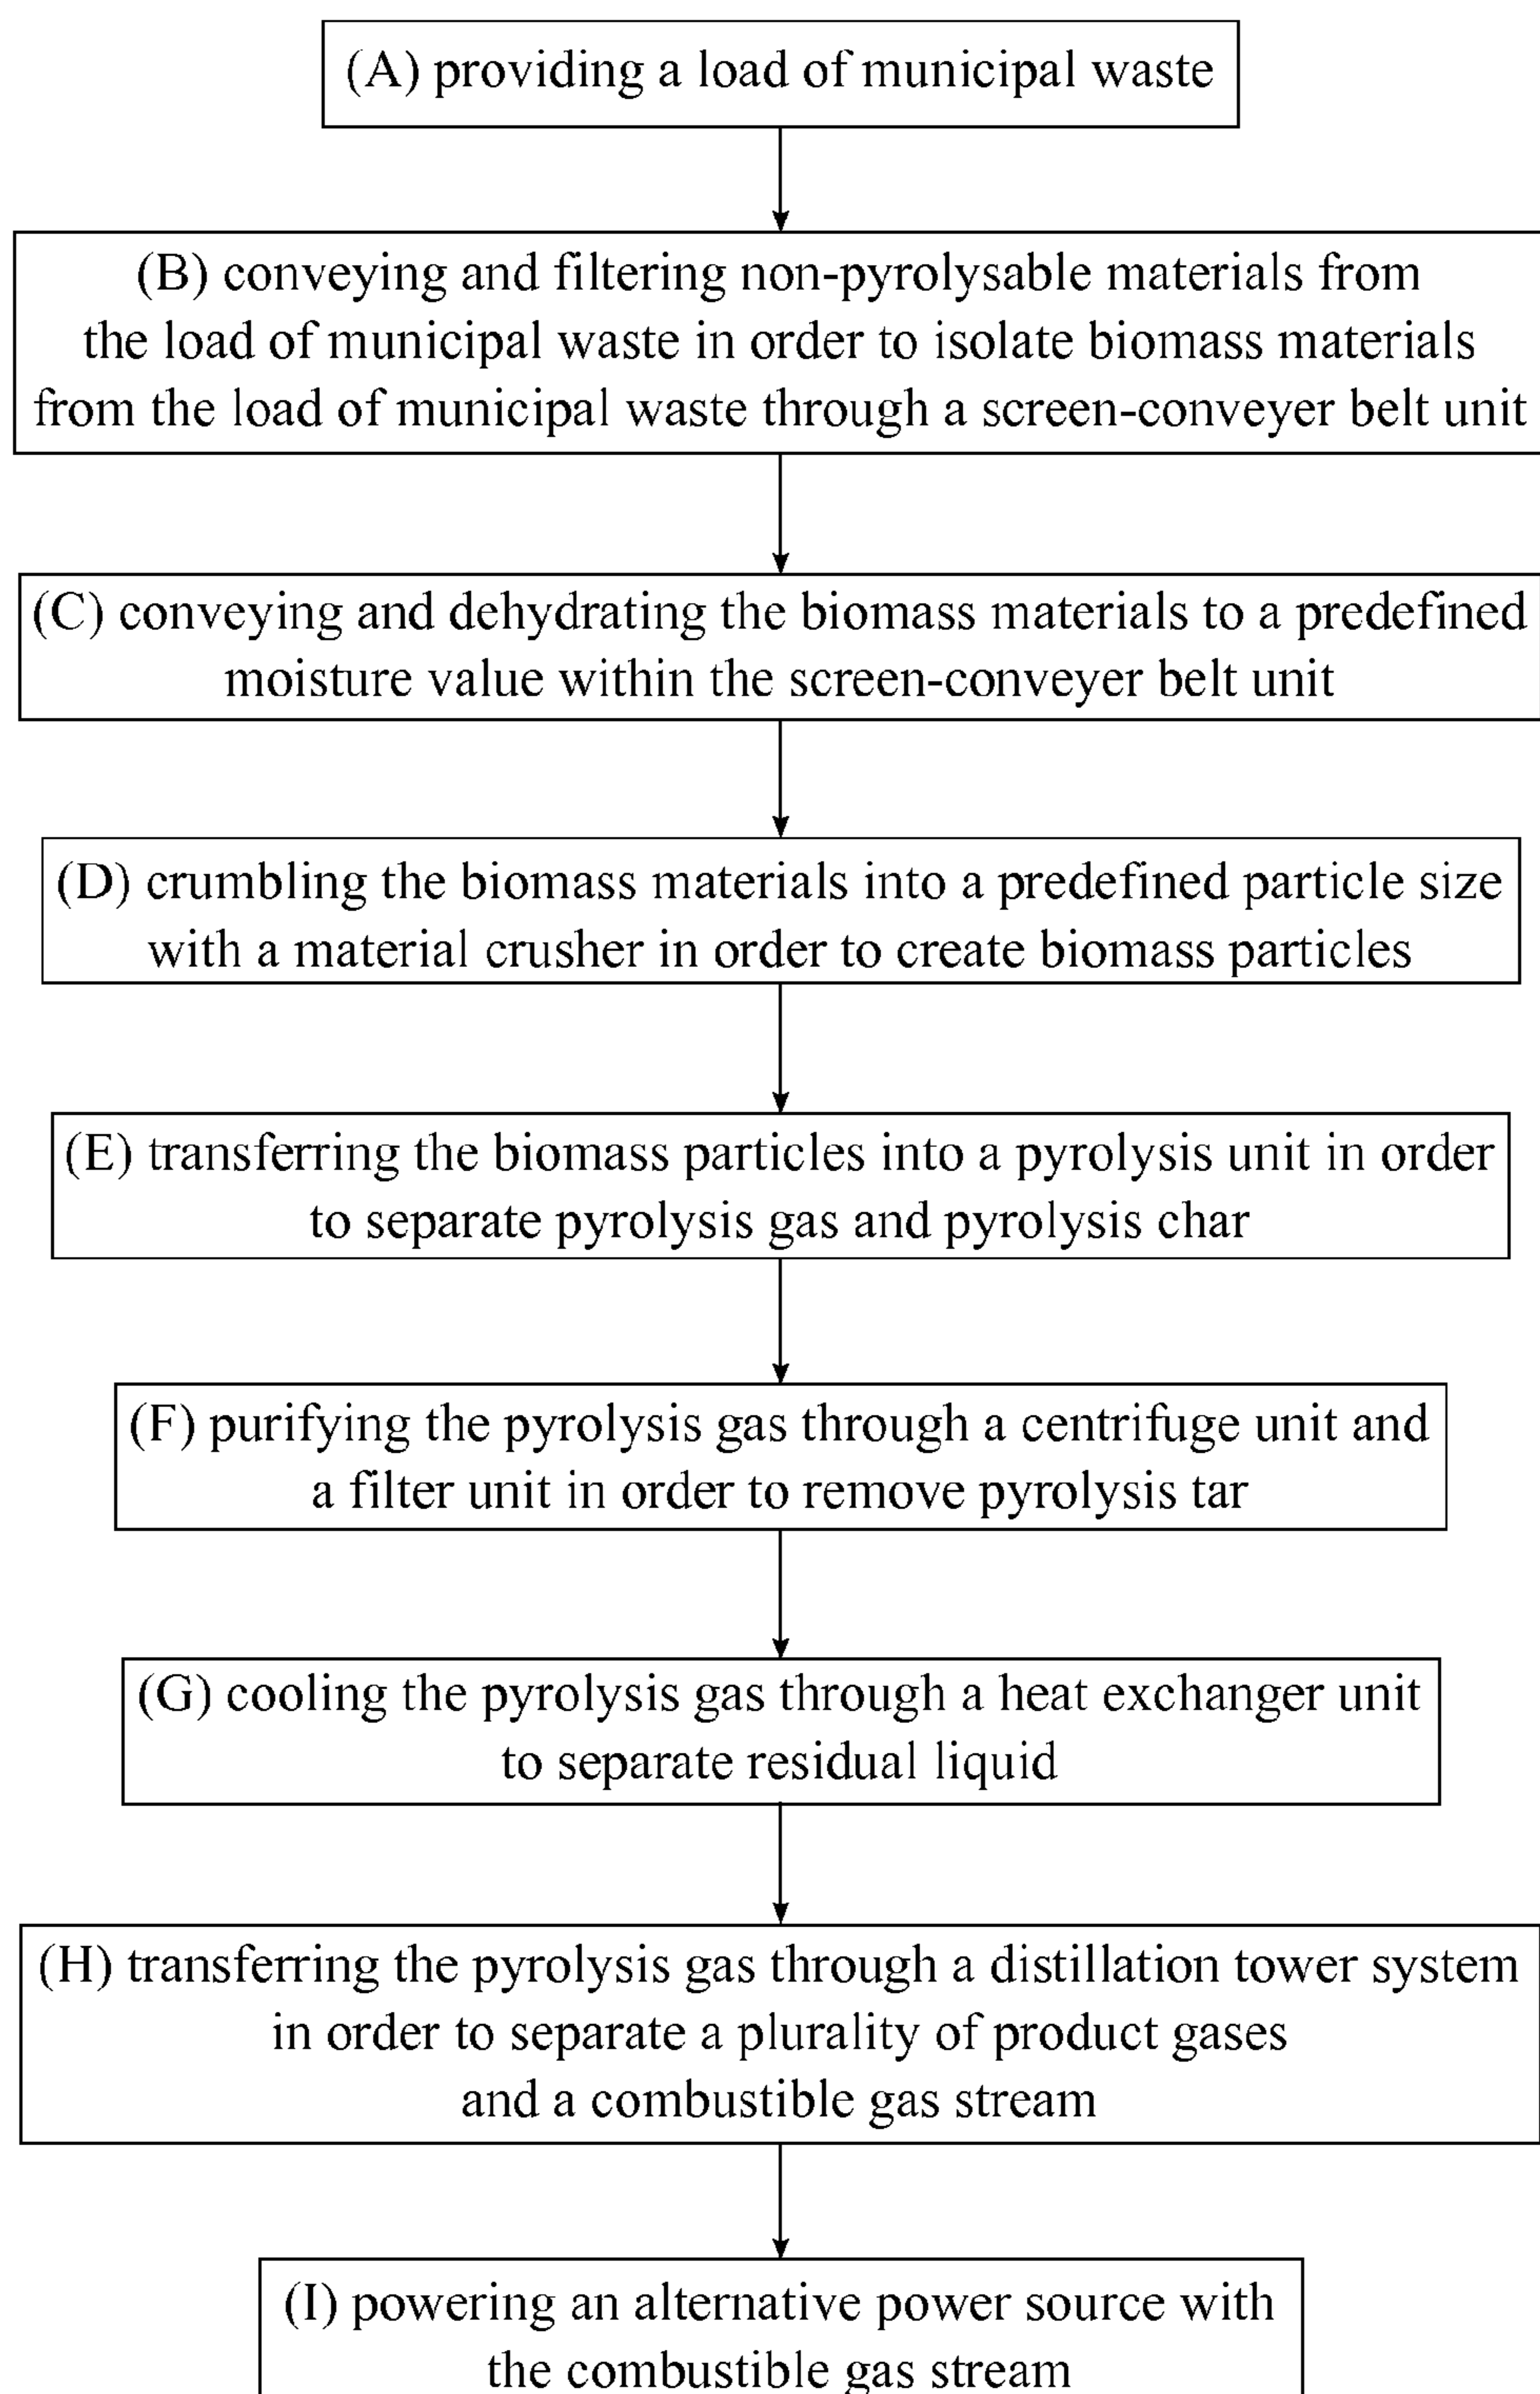 (A) providing a load of municipal waste
(B) conveying and filtering non-pyrolysable materials from
the load of municipal waste in order to isolate biomass materials
from the load of municipal waste through a screen-conveyer belt unit
(C) conveying and dehydrating the biomass materials to a predefined
moisture value within the screen-conveyer belt unit
(D) crumbling the biomass materials into a predefined particle size
with a material crusher in order to create biomass particles
(E) transferring the biomass particles into a pyrolysis unit in order
to separate pyrolysis gas and pyrolysis char
(F) purifying the pyrolysis gas through a centrifuge unit and
a filter unit in order to remove pyrolysis tar
(G) cooling the pyrolysis gas through a heat exchanger unit
to separate residual liquid
(H) transferring the pyrolysis gas through a distillation tower system
in order to separate a plurality of product gases
and a combustible gas stream
(I) powering an alternative power source with
the combustible gas stream